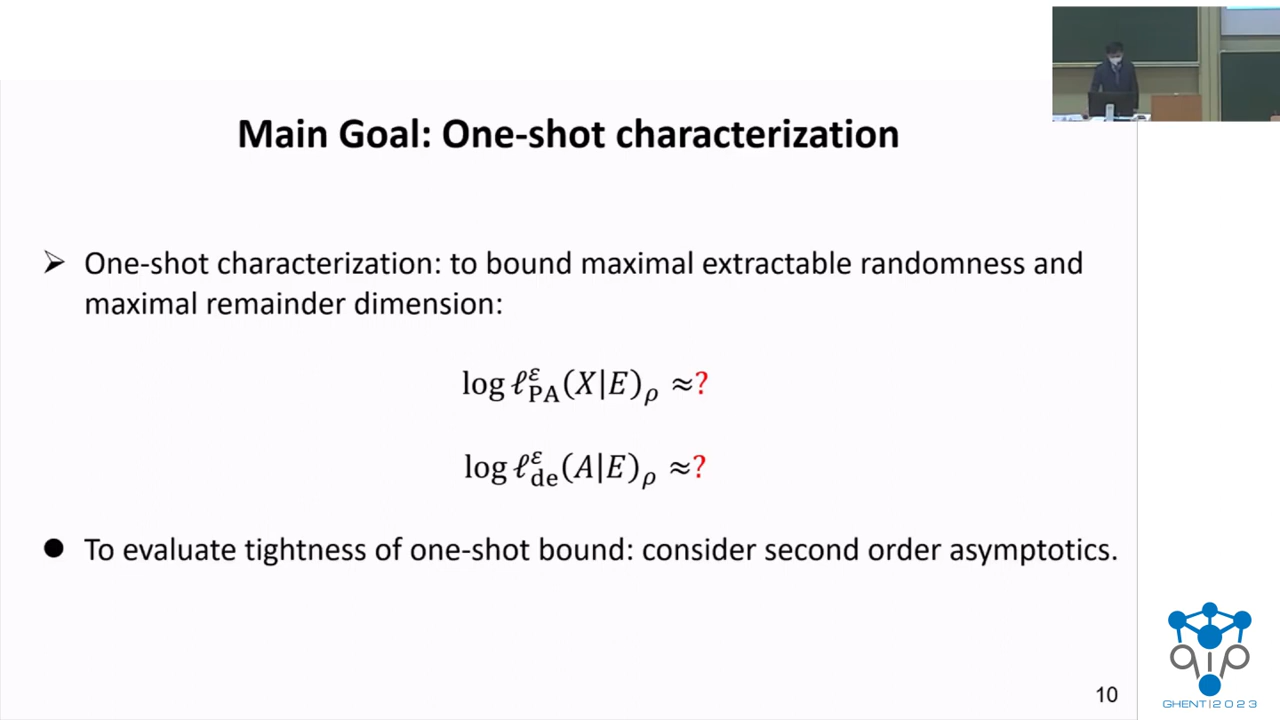 Main Goal: One-shot characterization
➢ One-shot characterization: to bound maximal extractable randomness and
maximal remainder dimension:
log ℓ^ε_PA(X|E)_ρ ≈?
log ℓ^ε_de(A|E)_ρ ≈?
● To evaluate tightness of one-shot bound: consider second order asymptotics.
10
qip
GHENT|2023